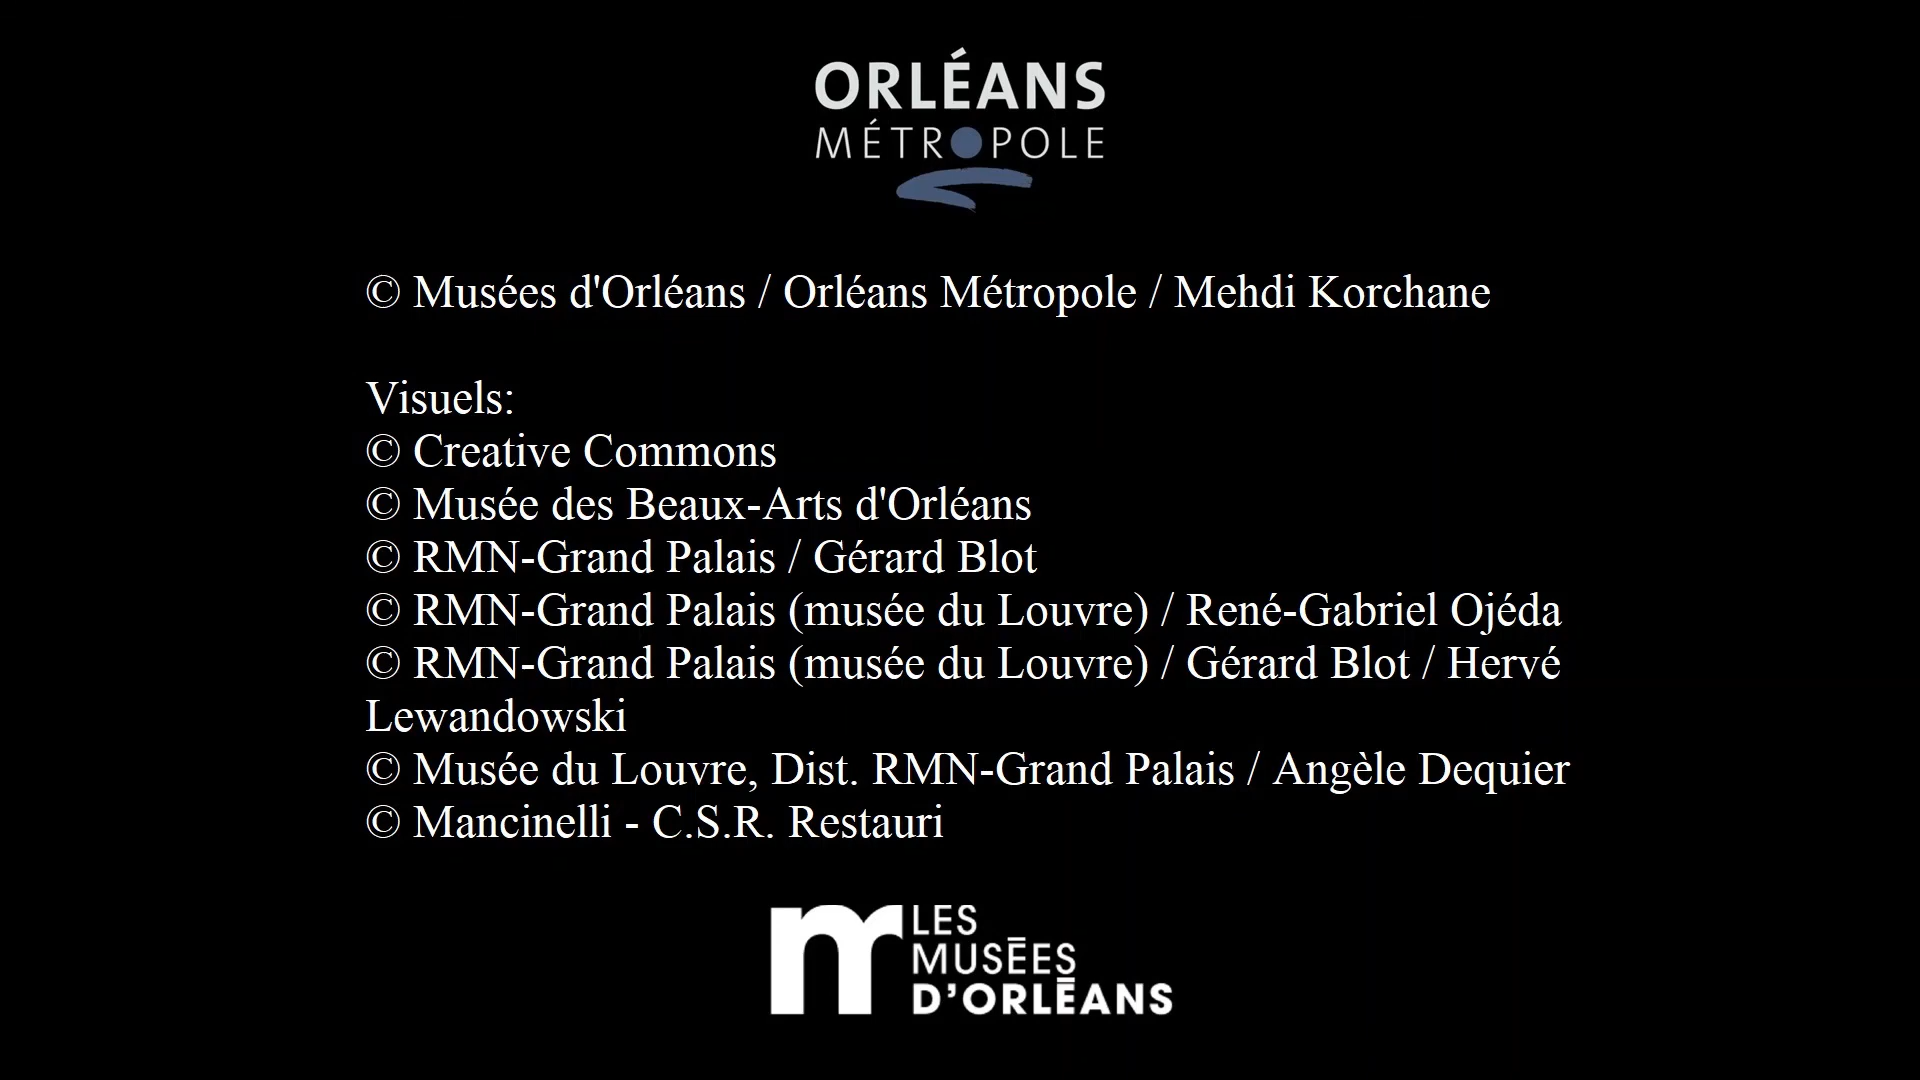 ORLÉANS
MÉTROPOLE
© Musées d'Orléans / Orléans Métropole / Mehdi Korchane
Visuels:
© Creative Commons
© Musée des Beaux-Arts d'Orléans
© RMN-Grand Palais / Gérard Blot
© RMN-Grand Palais (musée du Louvre) / René-Gabriel Ojéda
© RMN-Grand Palais (musée du Louvre) / Gérard Blot / Hervé
Lewandowski
© Musée du Louvre, Dist. RMN-Grand Palais / Angèle Dequier
© Mancinelli - C.S.R. Restauri
m LES
MUSĒES
D'ORLĒANS